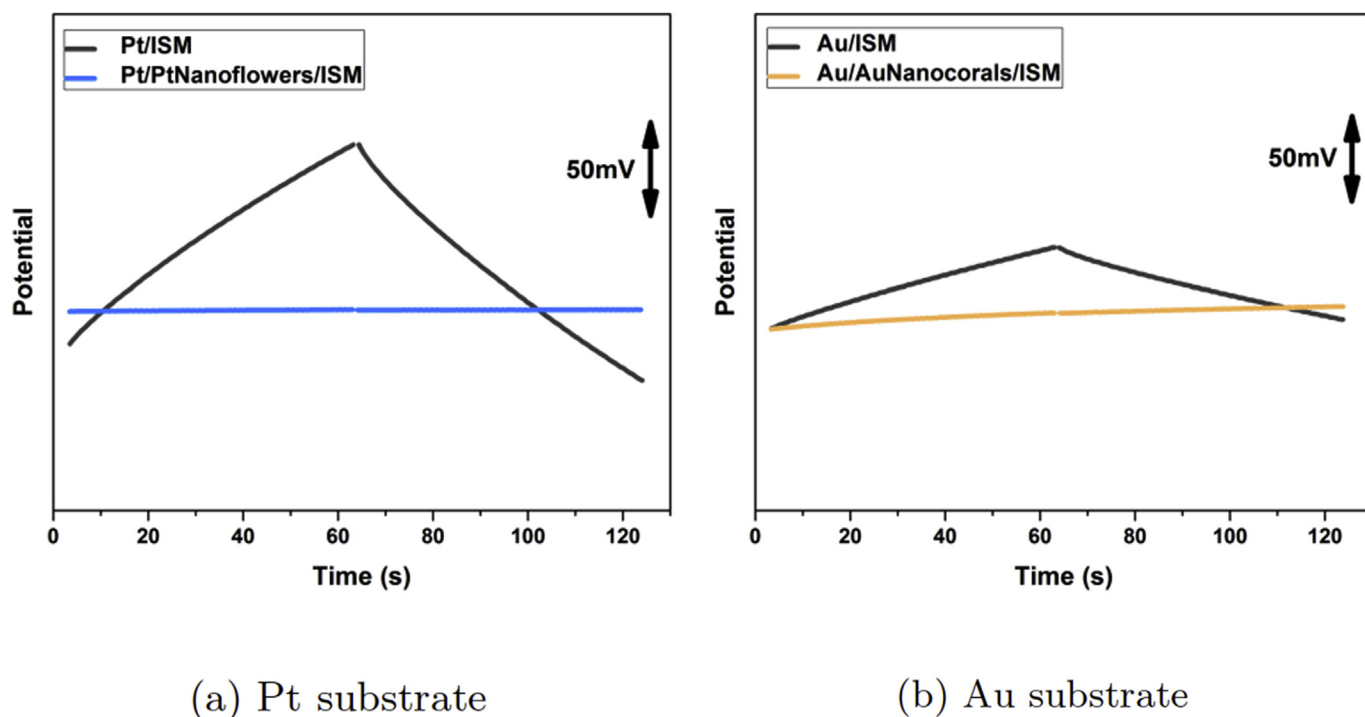 Pt/ISM
Pt/PtNanoflowers/ISM
50mV
Potential
0 20 40 60 80 100 120
Time (s)
(a) Pt substrate
Au/ISM
Au/AuNanocorals/ISM
50mV
Potential
0 20 40 60 80 100 120
Time (s)
(b) Au substrate